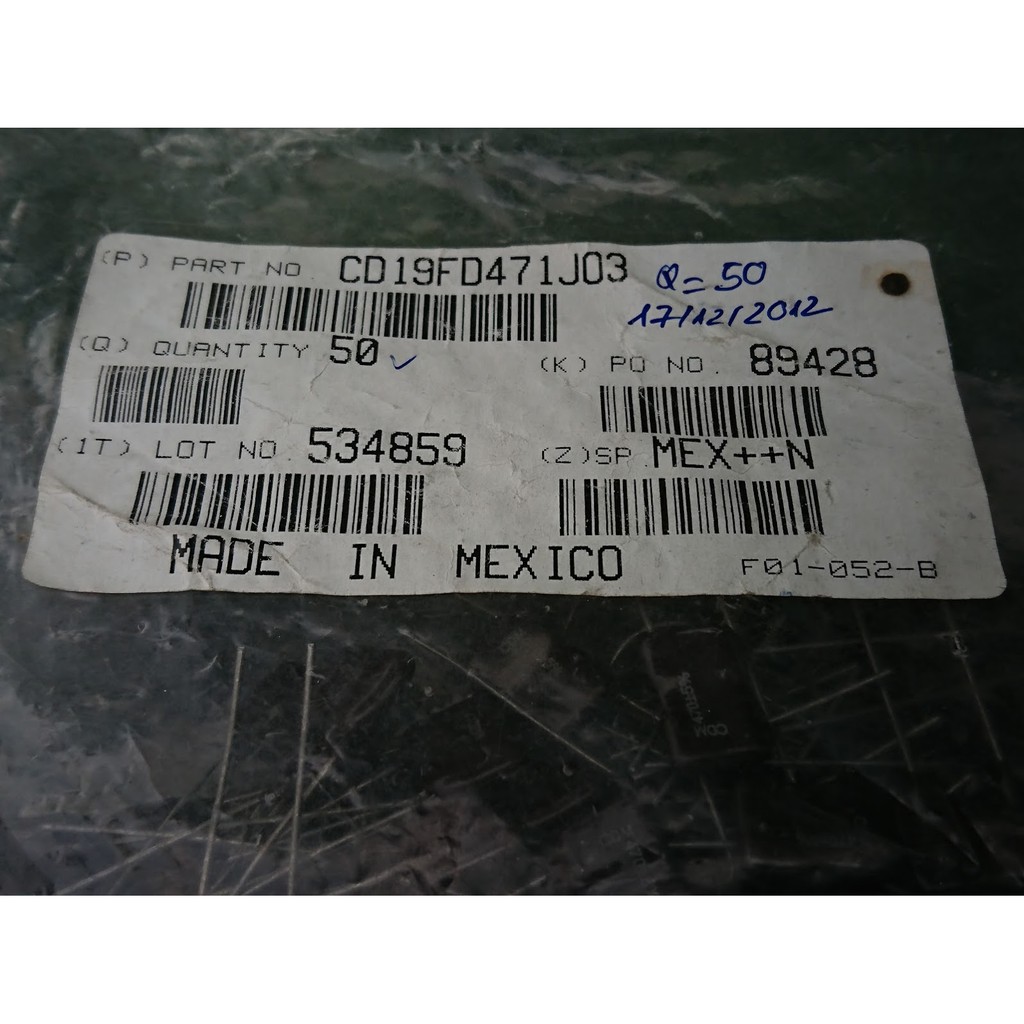 (P) PART NO. CD19FD471J03
Q=50
17/12/2012
(Q) QUANTITY 50
(K) PO NO. 89428
(1T) LOT NO. 534859
(Z)SP. MEX++N
MADE IN MEXICO
F01-052-B